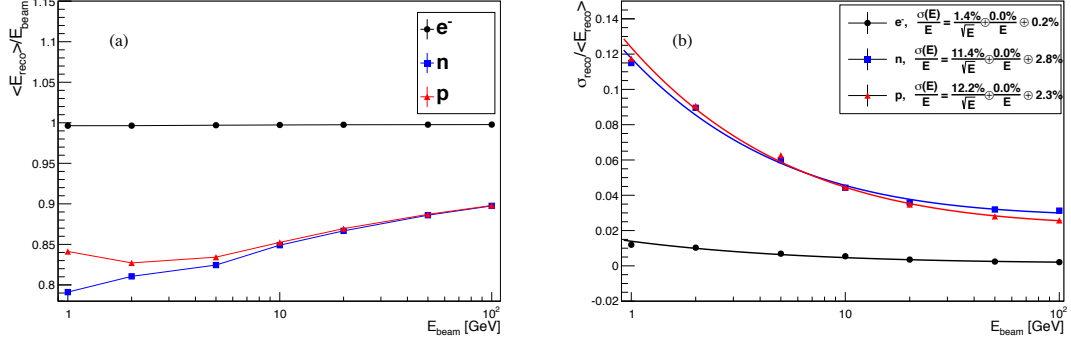 <E_reco>/E_beam
1.15
1.1
1.05
1
0.95
0.9
0.85
0.8
(a)
e⁻
n
p
1
10
10²
E_beam [GeV]
σ_reco/<E_reco>
0.14
0.12
0.1
0.08
0.06
0.04
0.02
0
-0.02
(b)
e⁻, σ(E)/E = 1.4%/√E ⊕ 0.0%/E ⊕ 0.2%
n, σ(E)/E = 11.4%/√E ⊕ 0.0%/E ⊕ 2.8%
p, σ(E)/E = 12.2%/√E ⊕ 0.0%/E ⊕ 2.3%
1
10
10²
E_beam [GeV]